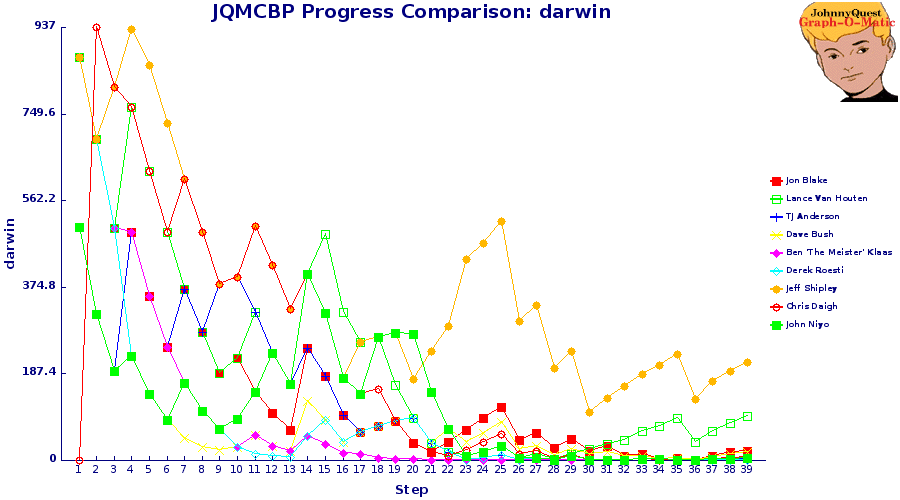 JQMCBP Progress Comparison: darwin
JohnnyQuest
Graph-O-Matic
937
749.6
562.2
374.8
187.4
0
darwin
1 2 3 4 5 6 7 8 9 10 11 12 13 14 15 16 17 18 19 20 21 22 23 24 25 26 27 28 29 30 31 32 33 34 35 36 37 38 39
Step
Jon Blake
Lance Van Houten
TJ Anderson
Dave Bush
Ben 'The Meister' Klaas
Derek Roesti
Jeff Shipley
Chris Daigh
John Niyo